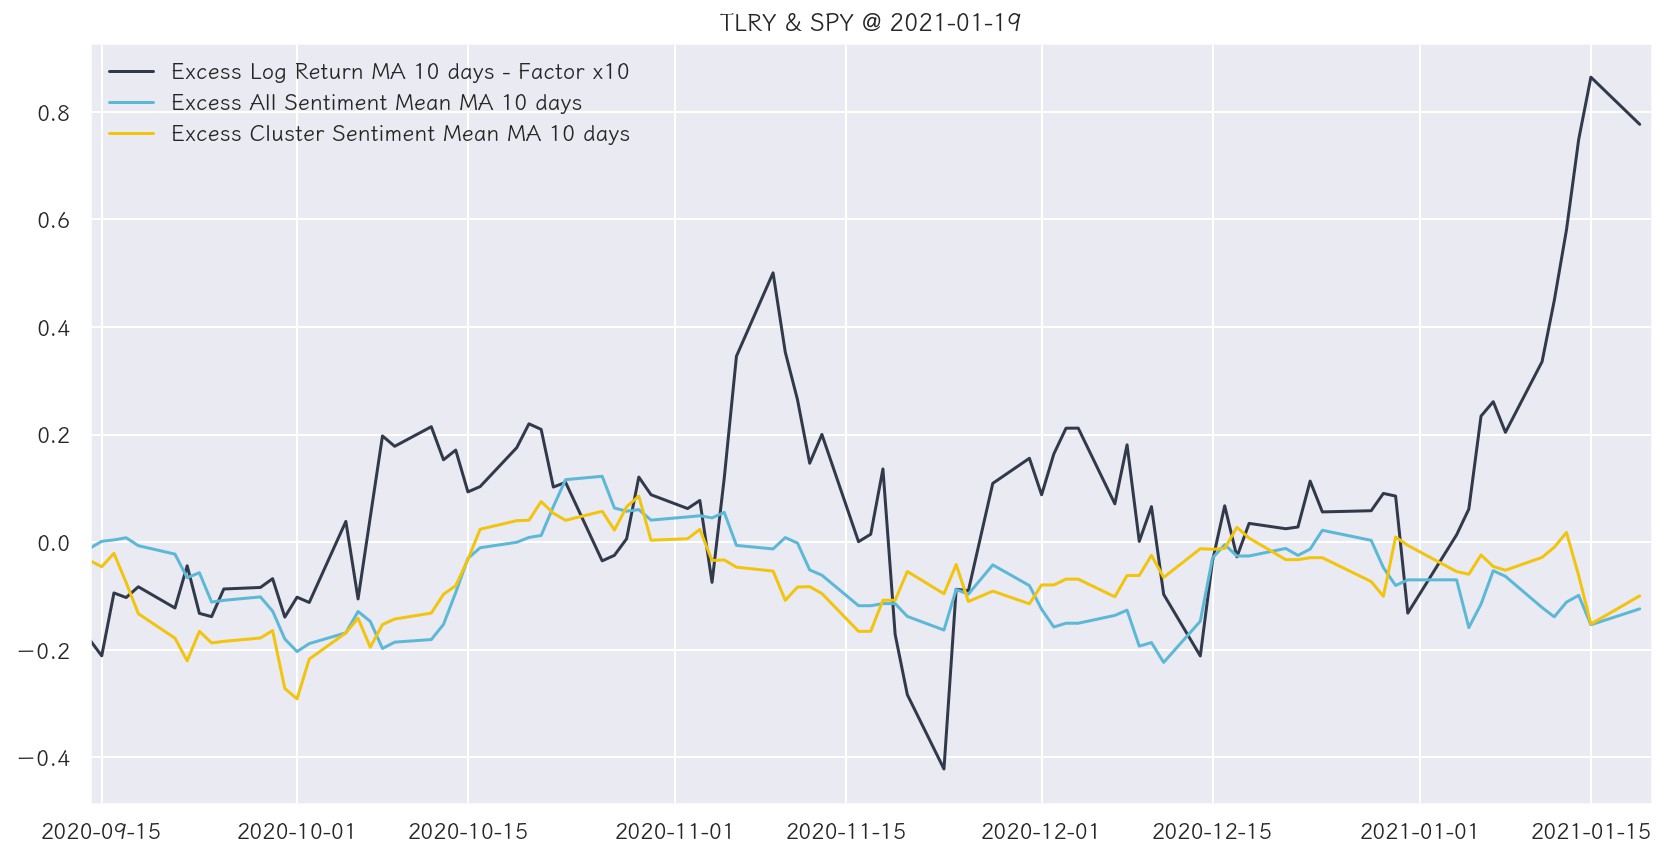 TLRY & SPY @ 2021-01-19
Excess Log Return MA 10 days - Factor x10
Excess All Sentiment Mean MA 10 days
Excess Cluster Sentiment Mean MA 10 days
0.8
0.6
0.4
0.2
0.0
−0.2
−0.4
2020-09-15 2020-10-01 2020-10-15 2020-11-01 2020-11-15 2020-12-01 2020-12-15 2021-01-01 2021-01-15